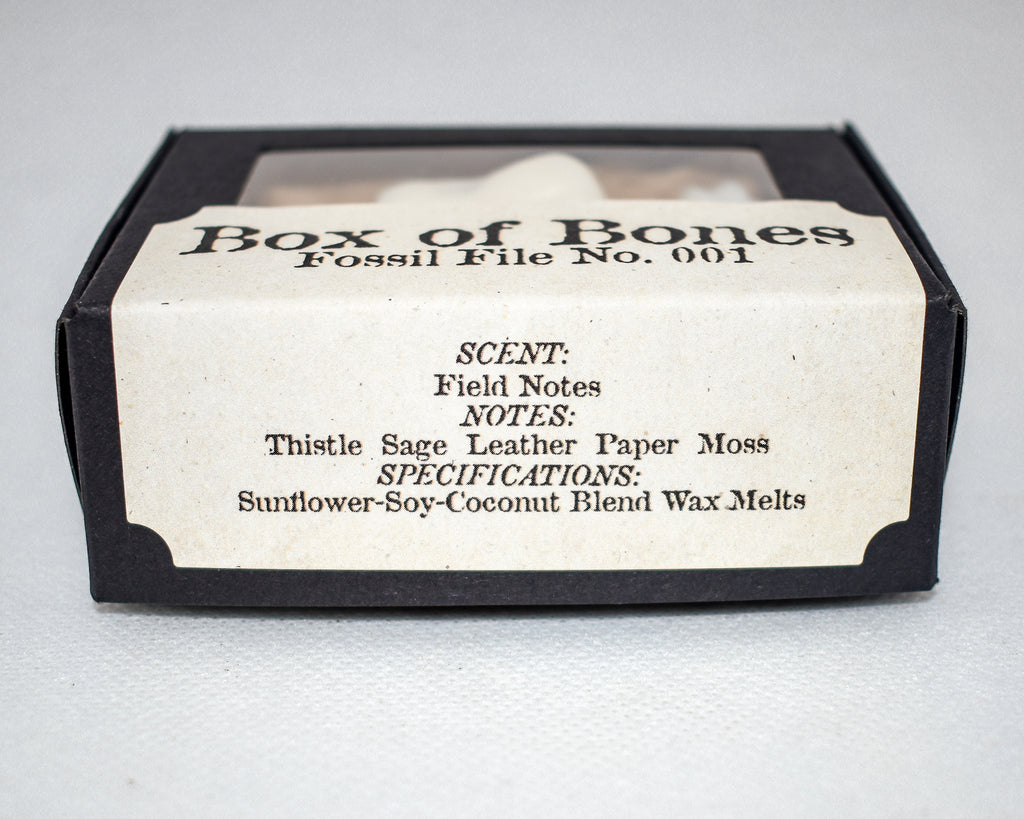 Box of Bones
Fossil File No. 001
SCENT:
Field Notes
NOTES:
Thistle Sage Leather Paper Moss
SPECIFICATIONS:
Sunflower-Soy-Coconut Blend Wax Melts